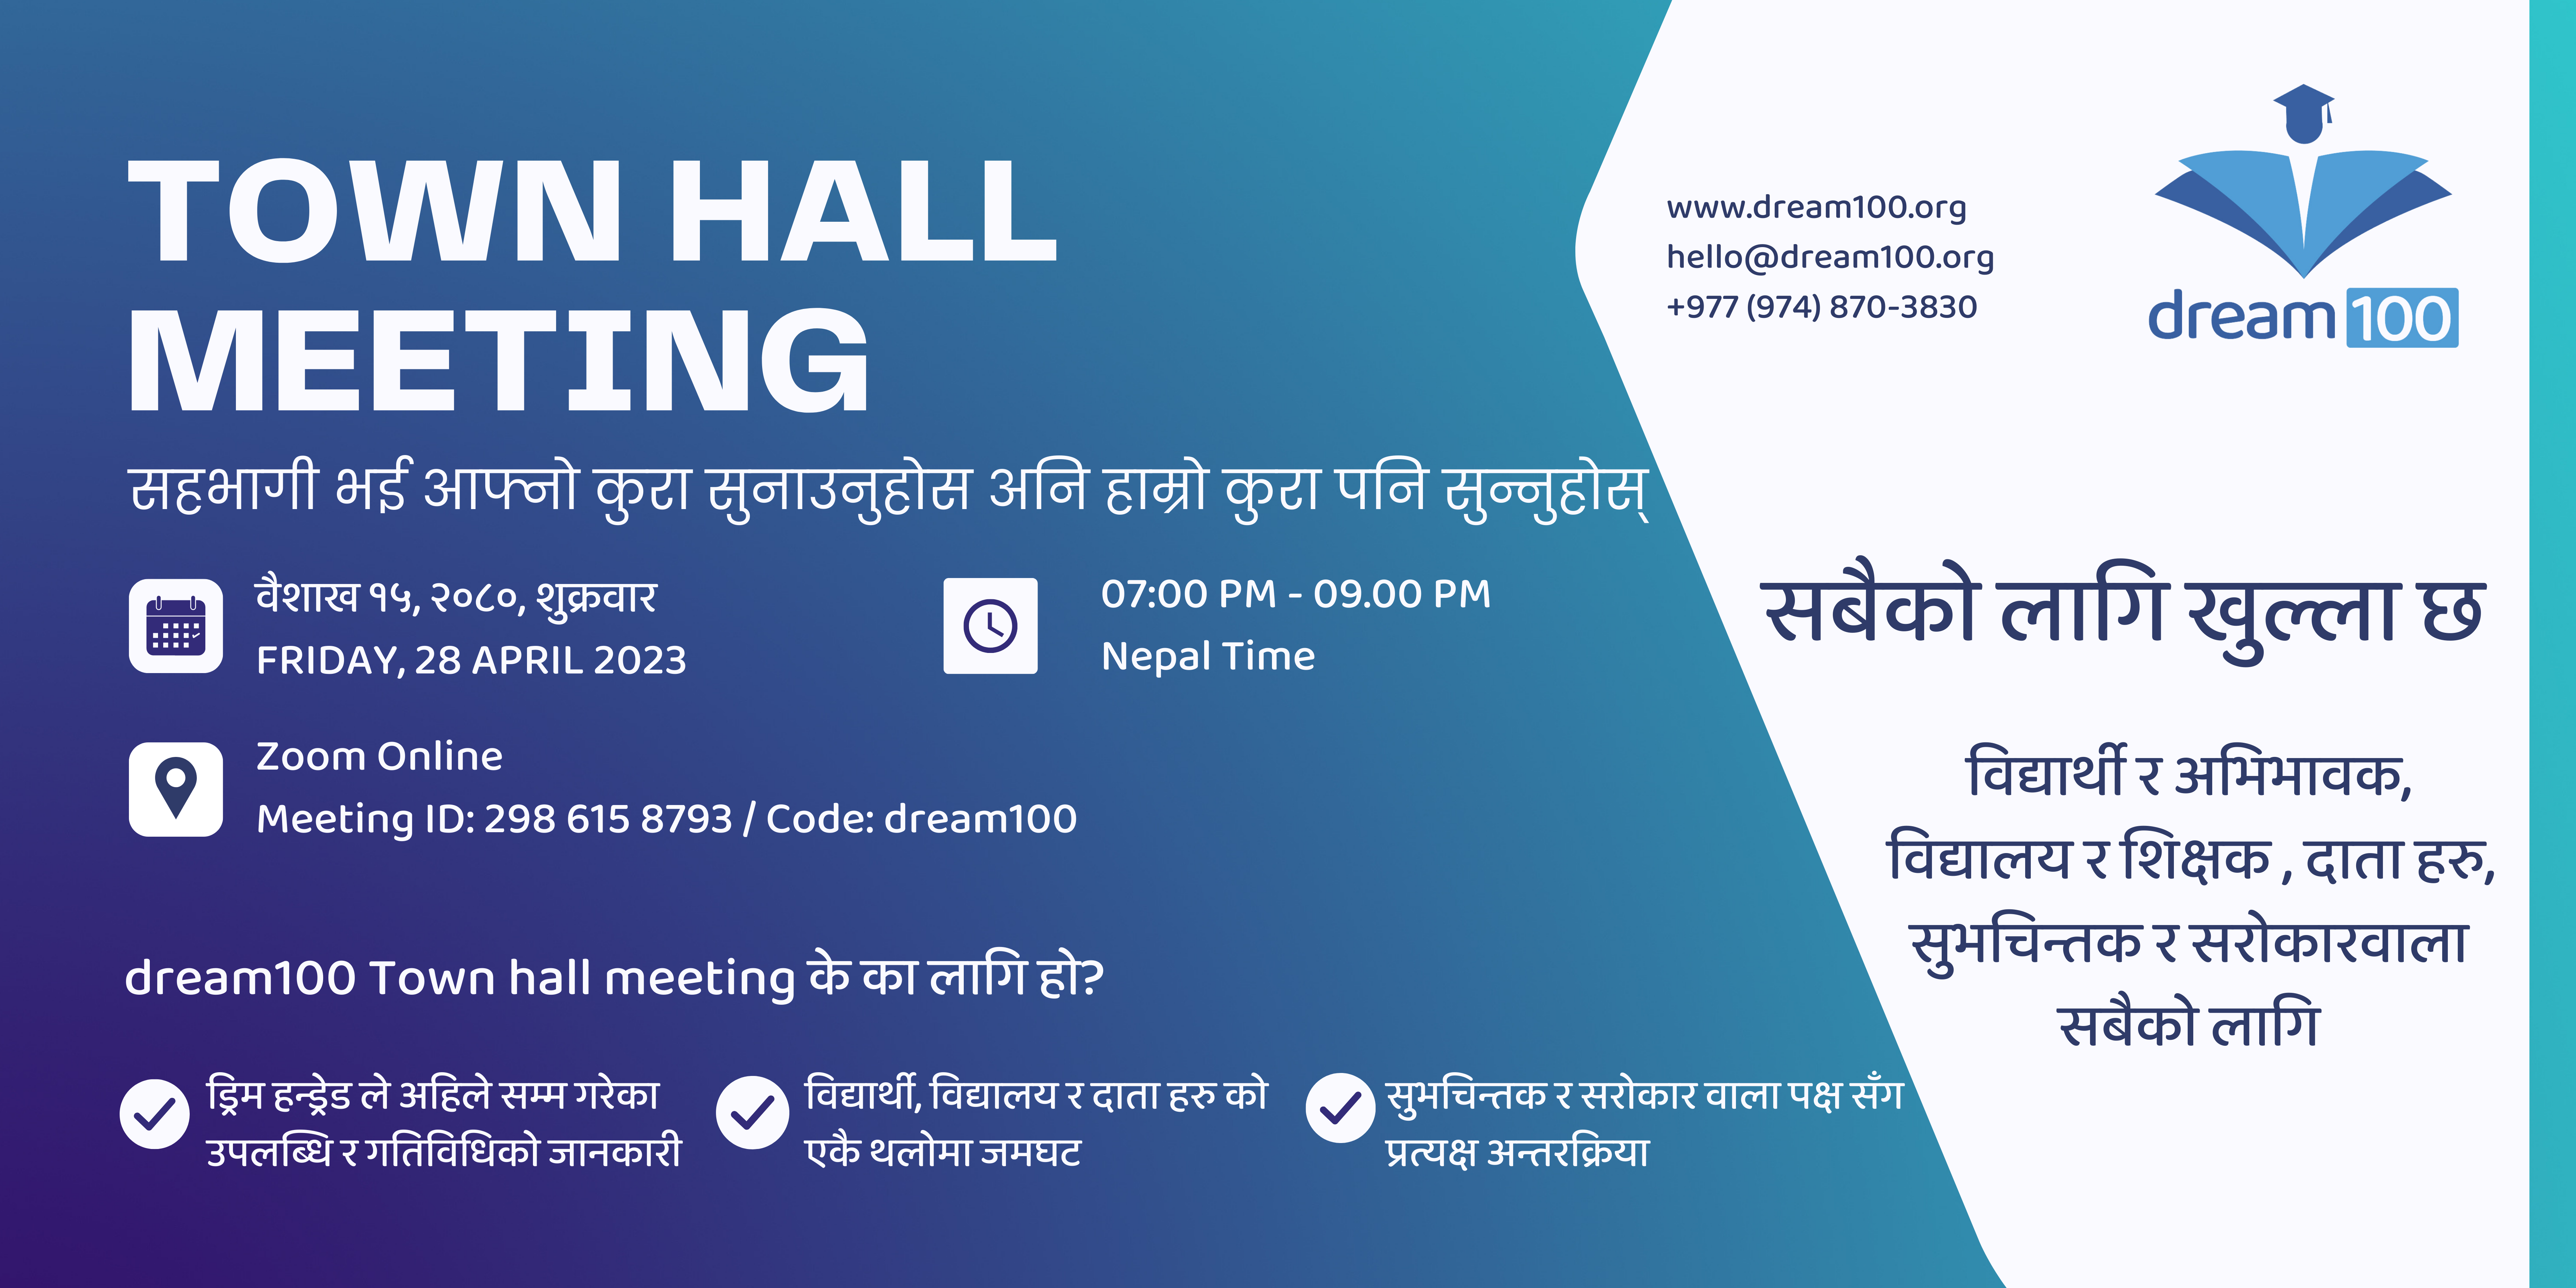 TOWN HALL
MEETING
सहभागी भई आफ्नो कुरा सुनाउनुहोस अनि हाम्रो कुरा पनि सुन्नुहोस्
वैशाख १५, २०८०, शुक्रवार
FRIDAY, 28 APRIL 2023
07:00 PM - 09.00 PM
Nepal Time
Zoom Online
Meeting ID: 298 615 8793 / Code: dream100
dream100 Town hall meeting के का लागि हो?
ड्रिम हन्ड्रेड ले अहिले सम्म गरेका
उपलब्धि र गतिविधिको जानकारी
विद्यार्थी, विद्यालय र दाता हरु को
एकै थलोमा जमघट
सुभचिन्तक र सरोकार वाला पक्ष सँग
प्रत्यक्ष अन्तरक्रिया
www.dream100.org
hello@dream100.org
+977 (974) 870-3830
dream 100
सबैको लागि खुल्ला छ
विद्यार्थी र अभिभावक,
विद्यालय र शिक्षक , दाता हरु,
सुभचिन्तक र सरोकारवाला
सबैको लागि